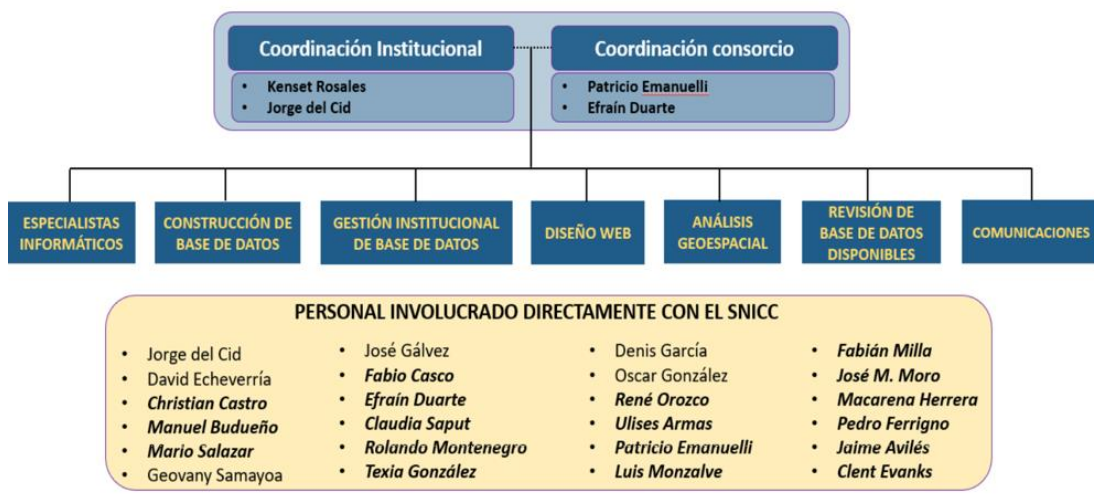 Coordinación Institucional
• Kenset Rosales
• Jorge del Cid
Coordinación consorcio
• Patricio Emanuelli
• Efraín Duarte
ESPECIALISTAS
INFORMÁTICOS
CONSTRUCCIÓN DE
BASE DE DATOS
GESTIÓN INSTITUCIONAL
DE BASE DE DATOS
DISEÑO WEB
ANÁLISIS
GEOESPACIAL
REVISIÓN DE
BASE DE DATOS
DISPONIBLES
COMUNICACIONES
PERSONAL INVOLUCRADO DIRECTAMENTE CON EL SNICC
• Jorge del Cid
• David Echeverría
• Christian Castro
• Manuel Budueño
• Mario Salazar
• Geovany Samayoa
• José Gálvez
• Fabio Casco
• Efraín Duarte
• Claudia Saput
• Rolando Montenegro
• Texia González
• Denis García
• Oscar González
• René Orozco
• Ulises Armas
• Patricio Emanuelli
• Luis Monzalve
• Fabián Milla
• José M. Moro
• Macarena Herrera
• Pedro Ferrigno
• Jaime Avilés
• Clent Evanks